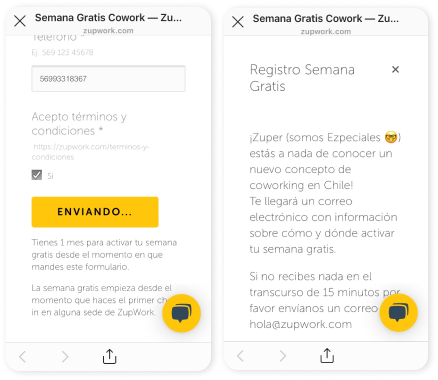 Semana Gratis Cowork — Zu...
zupwork.com
Teléfono *
Ej: 569 123 45678
56993318367
Acepto términos y
condiciones *
https://zupwork.com/terminos-y-
condiciones
Si
ENVIANDO...
Tienes 1 mes para activar tu semana
gratis desde el momento en que
mandes este formulario.
La semana gratis empieza desde el
momento que haces el primer
in en alguna sede de ZupWork.
Semana Gratis Cowork — Zu...
zupwork.com
Registro Semana
Gratis
¡Zuper (somos Ezpeciales 🤓)
estás a nada de conocer un
nuevo concepto de
coworking en Chile!
Te llegará un correo
electrónico con información
sobre cómo y dónde activar
tu semana gratis.
Si no recibes nada en el
transcurso de 15 minutos por
favor envíanos un correo
hola@zupwork.com